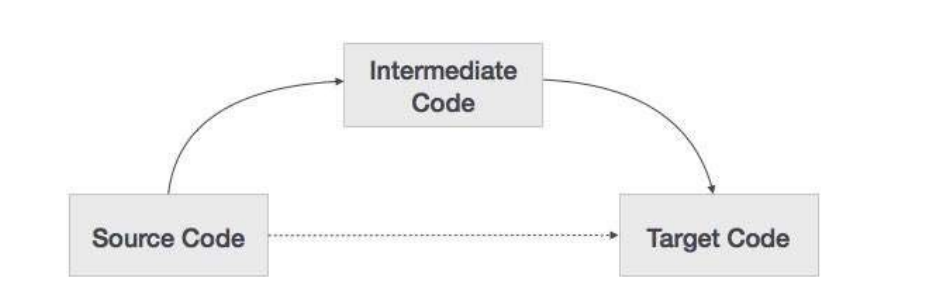 Intermediate
Code
Source Code
Target Code